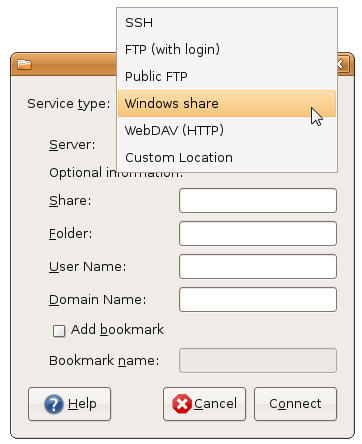 SSH
FTP (with login)
Public FTP
Service type:
Windows share
WebDAV (HTTP)
Server:
Custom Location
Optional information:
Share:
Folder:
User Name:
Domain Name:
Add bookmark
Bookmark name:
Help
Cancel
Connect